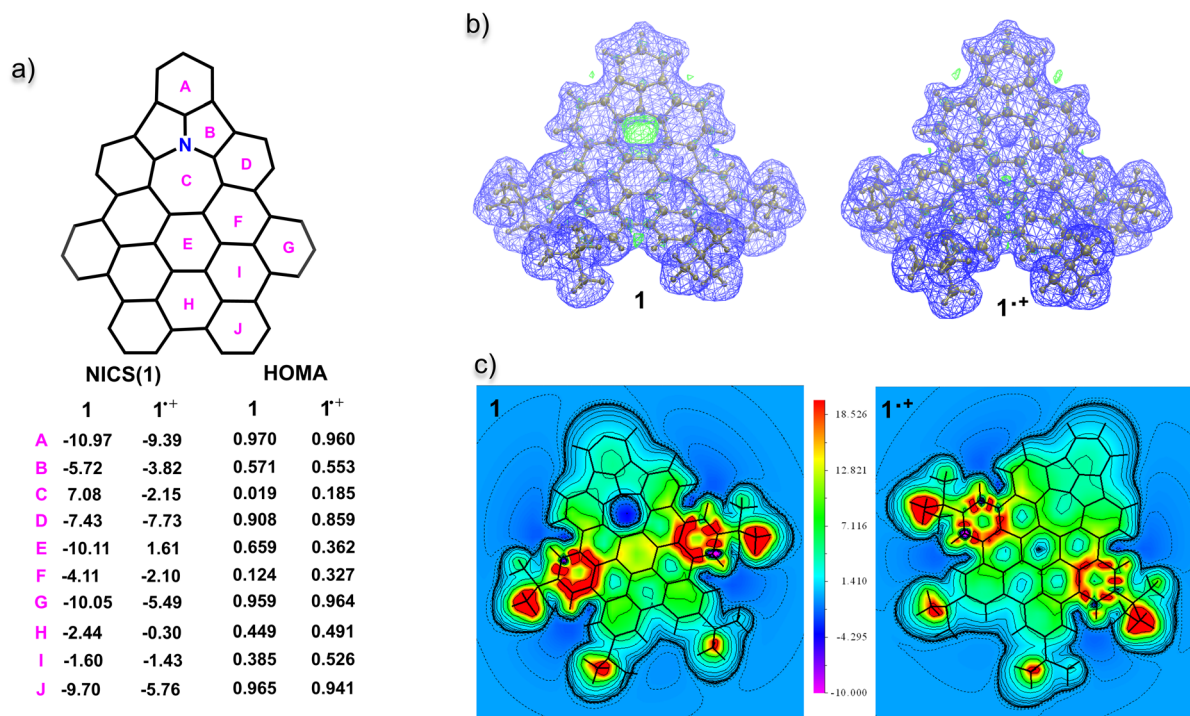 a)
A
B
N
D
C
F
E
G
I
H
J
NICS(1) HOMA
1 1•+ 1 1•+
A -10.97 -9.39 0.970 0.960
B -5.72 -3.82 0.571 0.553
C 7.08 -2.15 0.019 0.185
D -7.43 -7.73 0.908 0.859
E -10.11 1.61 0.659 0.362
F -4.11 -2.10 0.124 0.327
G -10.05 -5.49 0.959 0.964
H -2.44 -0.30 0.449 0.491
I -1.60 -1.43 0.385 0.526
J -9.70 -5.76 0.965 0.941
b)
1 1•+
c)
1 1•+
18.526
12.821
7.116
1.410
-4.295
-10.000